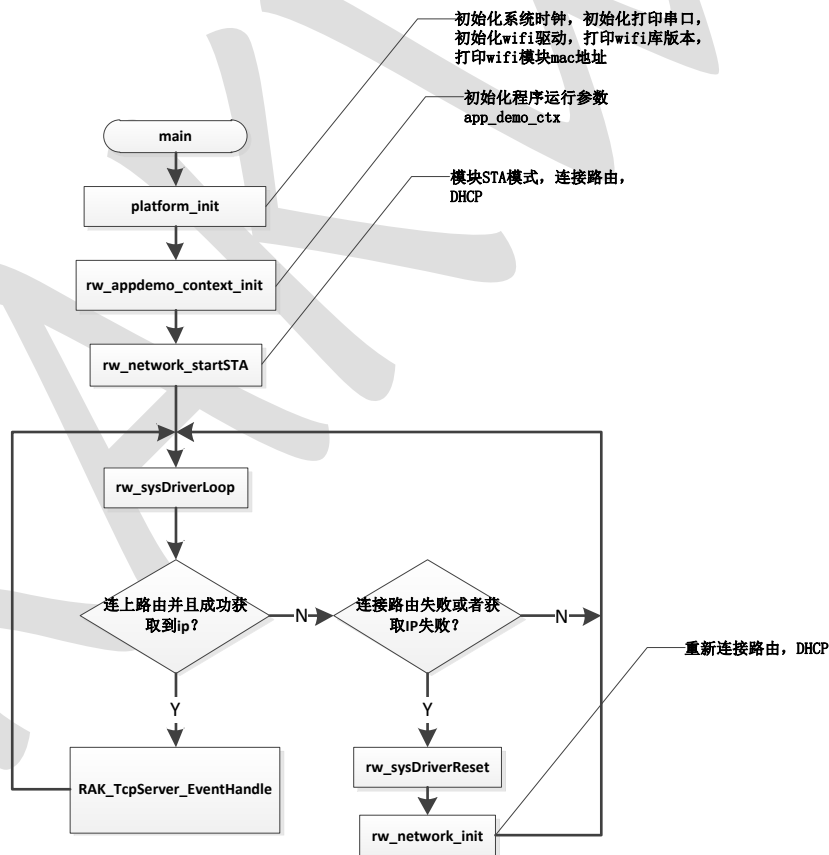 初始化系统时钟，初始化打印串口，
初始化wifi驱动，打印wifi库版本，
打印wifi模块mac地址
初始化程序运行参数
app_demo_ctx
main
模块STA模式，连接路由，
DHCP
platform_init
rw_appdemo_context_init
rw_network_startSTA
rw_sysDriverLoop
连上路由并且成功获
取到ip？
N
连接路由失败或者获
取IP失败？
N
重新连接路由，DHCP
Y
Y
RAK_TcpServer_EventHandle
rw_sysDriverReset
rw_network_init